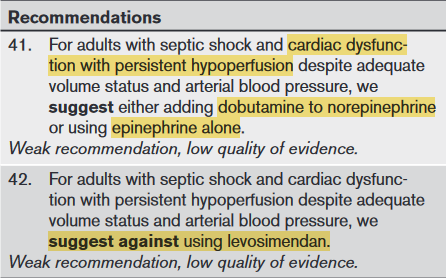 Recommendations
41. For adults with septic shock and cardiac dysfunc-
tion with persistent hypoperfusion despite adequate
volume status and arterial blood pressure, we
suggest either adding dobutamine to norepinephrine
or using epinephrine alone.
Weak recommendation, low quality of evidence.
42. For adults with septic shock and cardiac dysfunc-
tion with persistent hypoperfusion despite adequate
volume status and arterial blood pressure, we
suggest against using levosimendan.
Weak recommendation, low quality of evidence.